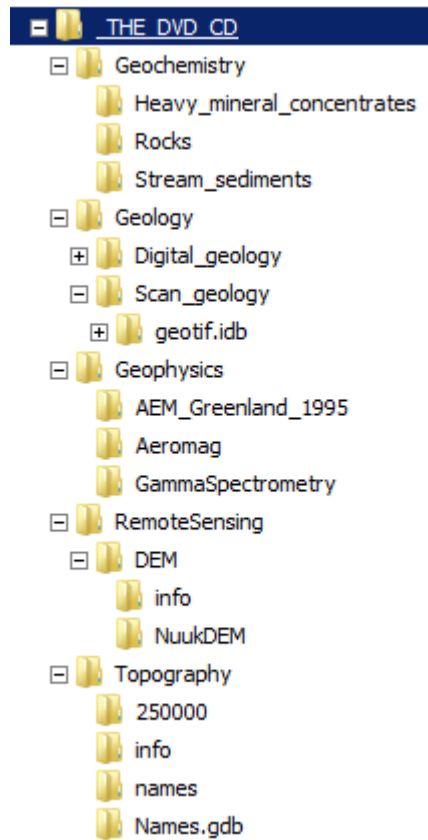 _THE_DVD_CD
Geochemistry
Heavy_mineral_concentrates
Rocks
Stream_sediments
Geology
Digital_geology
Scan_geology
geotif.idb
Geophysics
AEM_Greenland_1995
Aeromag
GammaSpectrometry
RemoteSensing
DEM
info
NuukDEM
Topography
250000
info
names
Names.gdb